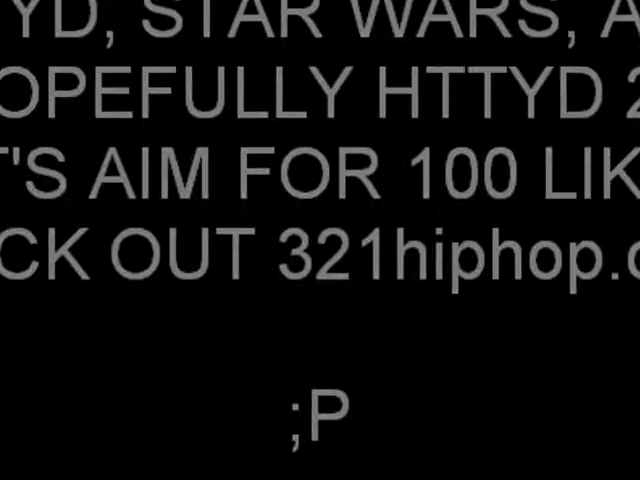 YD, STAR WARS, A
OPEFULLY HTTYD 2
T'S AIM FOR 100 LIK
CK OUT 321hiphop.c
;P